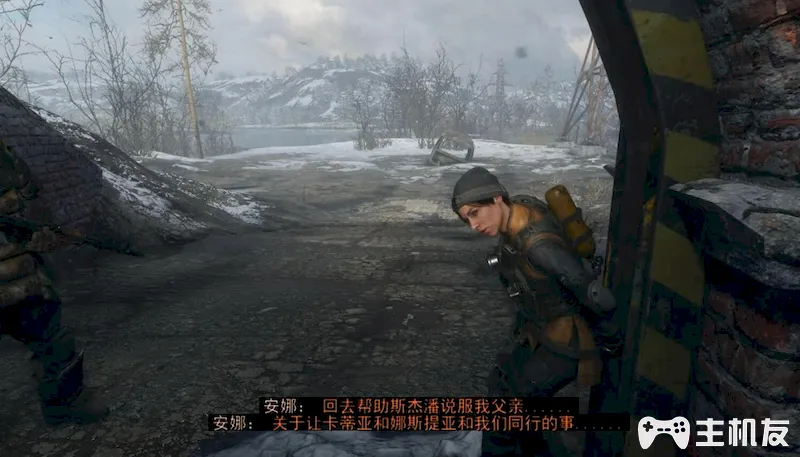 安娜： 回去帮助斯杰潘说服我父亲......
安娜： 关于让卡蒂亚和娜斯提亚和我们同行的事......
主机友